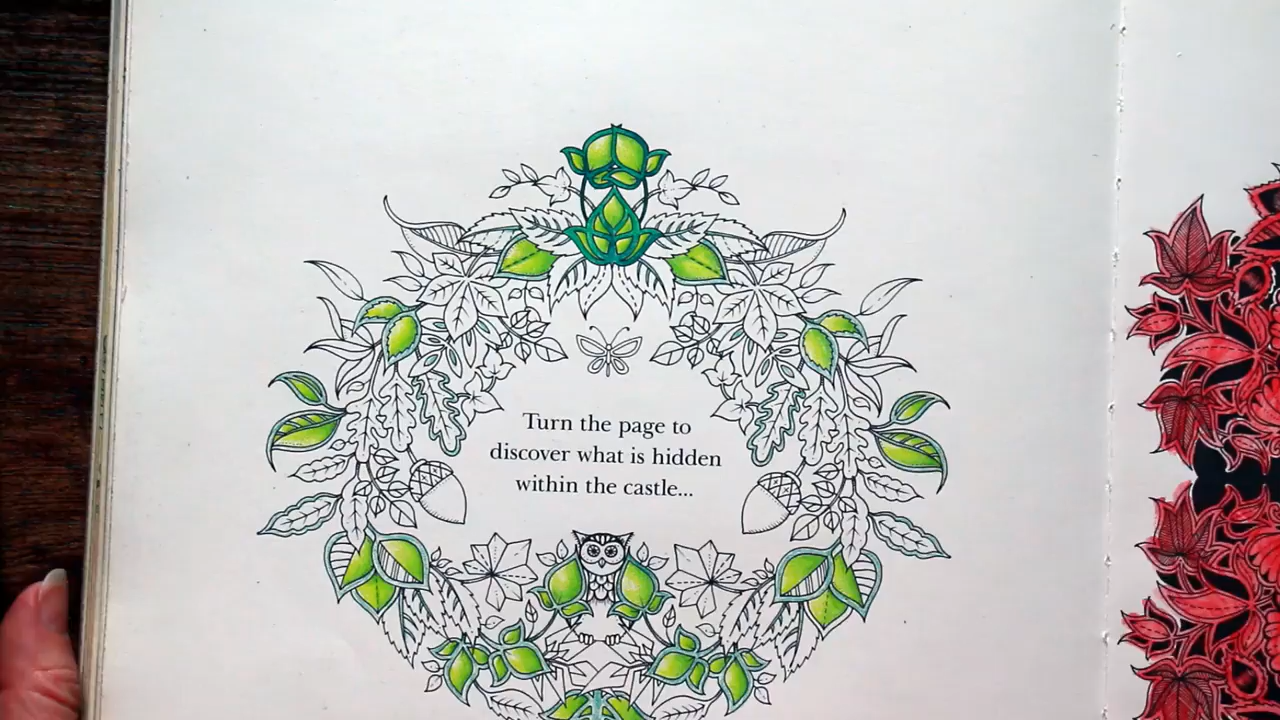 Turn the page to
discover what is hidden
within the castle...